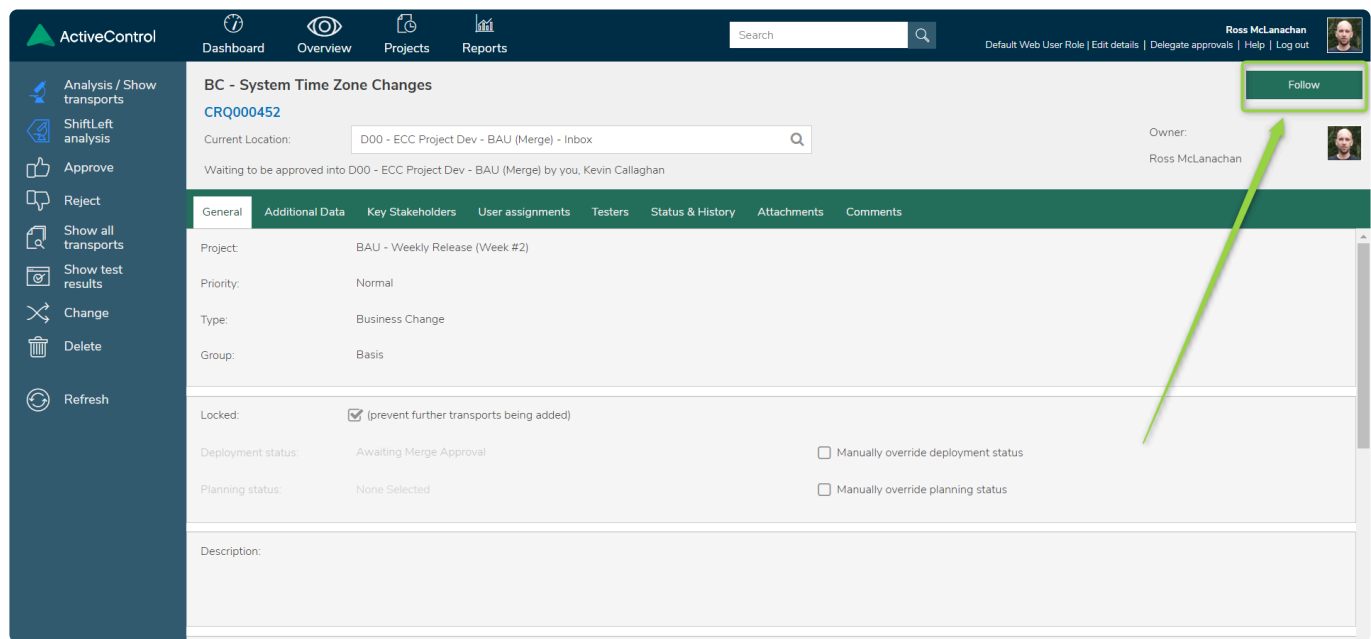 ActiveControl
Dashboard
Overview
Projects
Reports
Search
Ross McLanachan
Default Web User Role | Edit details | Delegate approvals | Help | Log out
Analysis / Show
transports
ShiftLeft
analysis
Approve
Reject
Show all
transports
Show test
results
Change
Delete
Refresh
BC - System Time Zone Changes
Follow
CRQ000452
Current Location: D00 - ECC Project Dev - BAU (Merge) - Inbox
Owner:
Ross McLanachan
Waiting to be approved into D00 - ECC Project Dev - BAU (Merge) by you, Kevin Callaghan
General Additional Data Key Stakeholders User assignments Testers Status & History Attachments Comments
Project: BAU - Weekly Release (Week #2)
Priority: Normal
Type: Business Change
Group: Basis
Locked: (prevent further transports being added)
Deployment status: Awaiting Merge Approval Manually override deployment status
Planning status: None Selected Manually override planning status
Description: